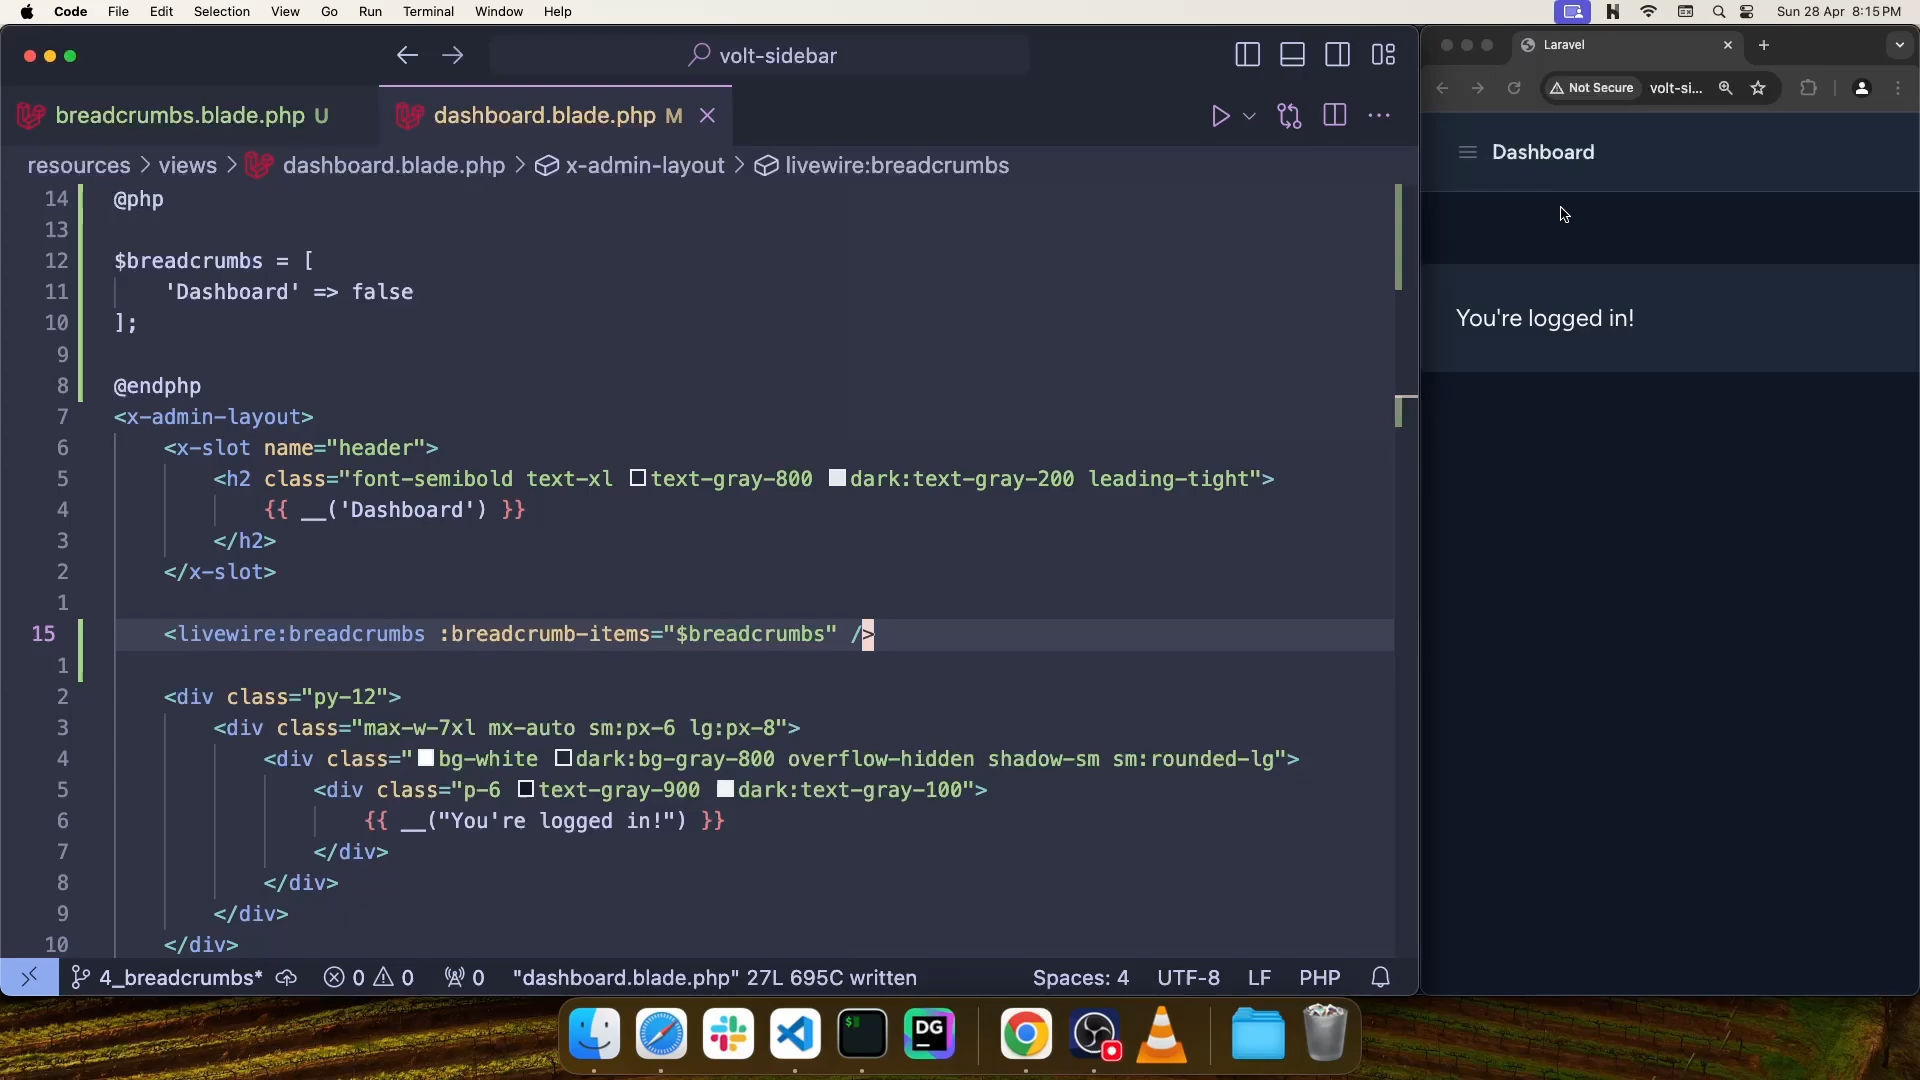 Code File Edit Selection View Go Run Terminal Window Help Sun 28 Apr 8:15 PM
volt-sidebar
Laravel
breadcrumbs.blade.php U dashboard.blade.php M
Not Secure volt-si...
resources > views > dashboard.blade.php > x-admin-layout > livewire:breadcrumbs
Dashboard
You're logged in!
14 @php
13
12 $breadcrumbs = [
11 'Dashboard' => false
10 ];
9
8 @endphp
7 <x-admin-layout>
6 <x-slot name="header">
5 <h2 class="font-semibold text-xl text-gray-800 dark:text-gray-200 leading-tight">
4 {{ __('Dashboard') }}
3 </h2>
2 </x-slot>
1
15 <livewire:breadcrumbs :breadcrumb-items="$breadcrumbs" />
1
2 <div class="py-12">
3 <div class="max-w-7xl mx-auto sm:px-6 lg:px-8">
4 <div class="bg-white dark:bg-gray-800 overflow-hidden shadow-sm sm:rounded-lg">
5 <div class="p-6 text-gray-900 dark:text-gray-100">
6 {{ __("You're logged in!") }}
7 </div>
8 </div>
9 </div>
10 </div>
4_breadcrumbs* 0 0 0 "dashboard.blade.php" 27L 695C written Spaces: 4 UTF-8 LF PHP
$
DG